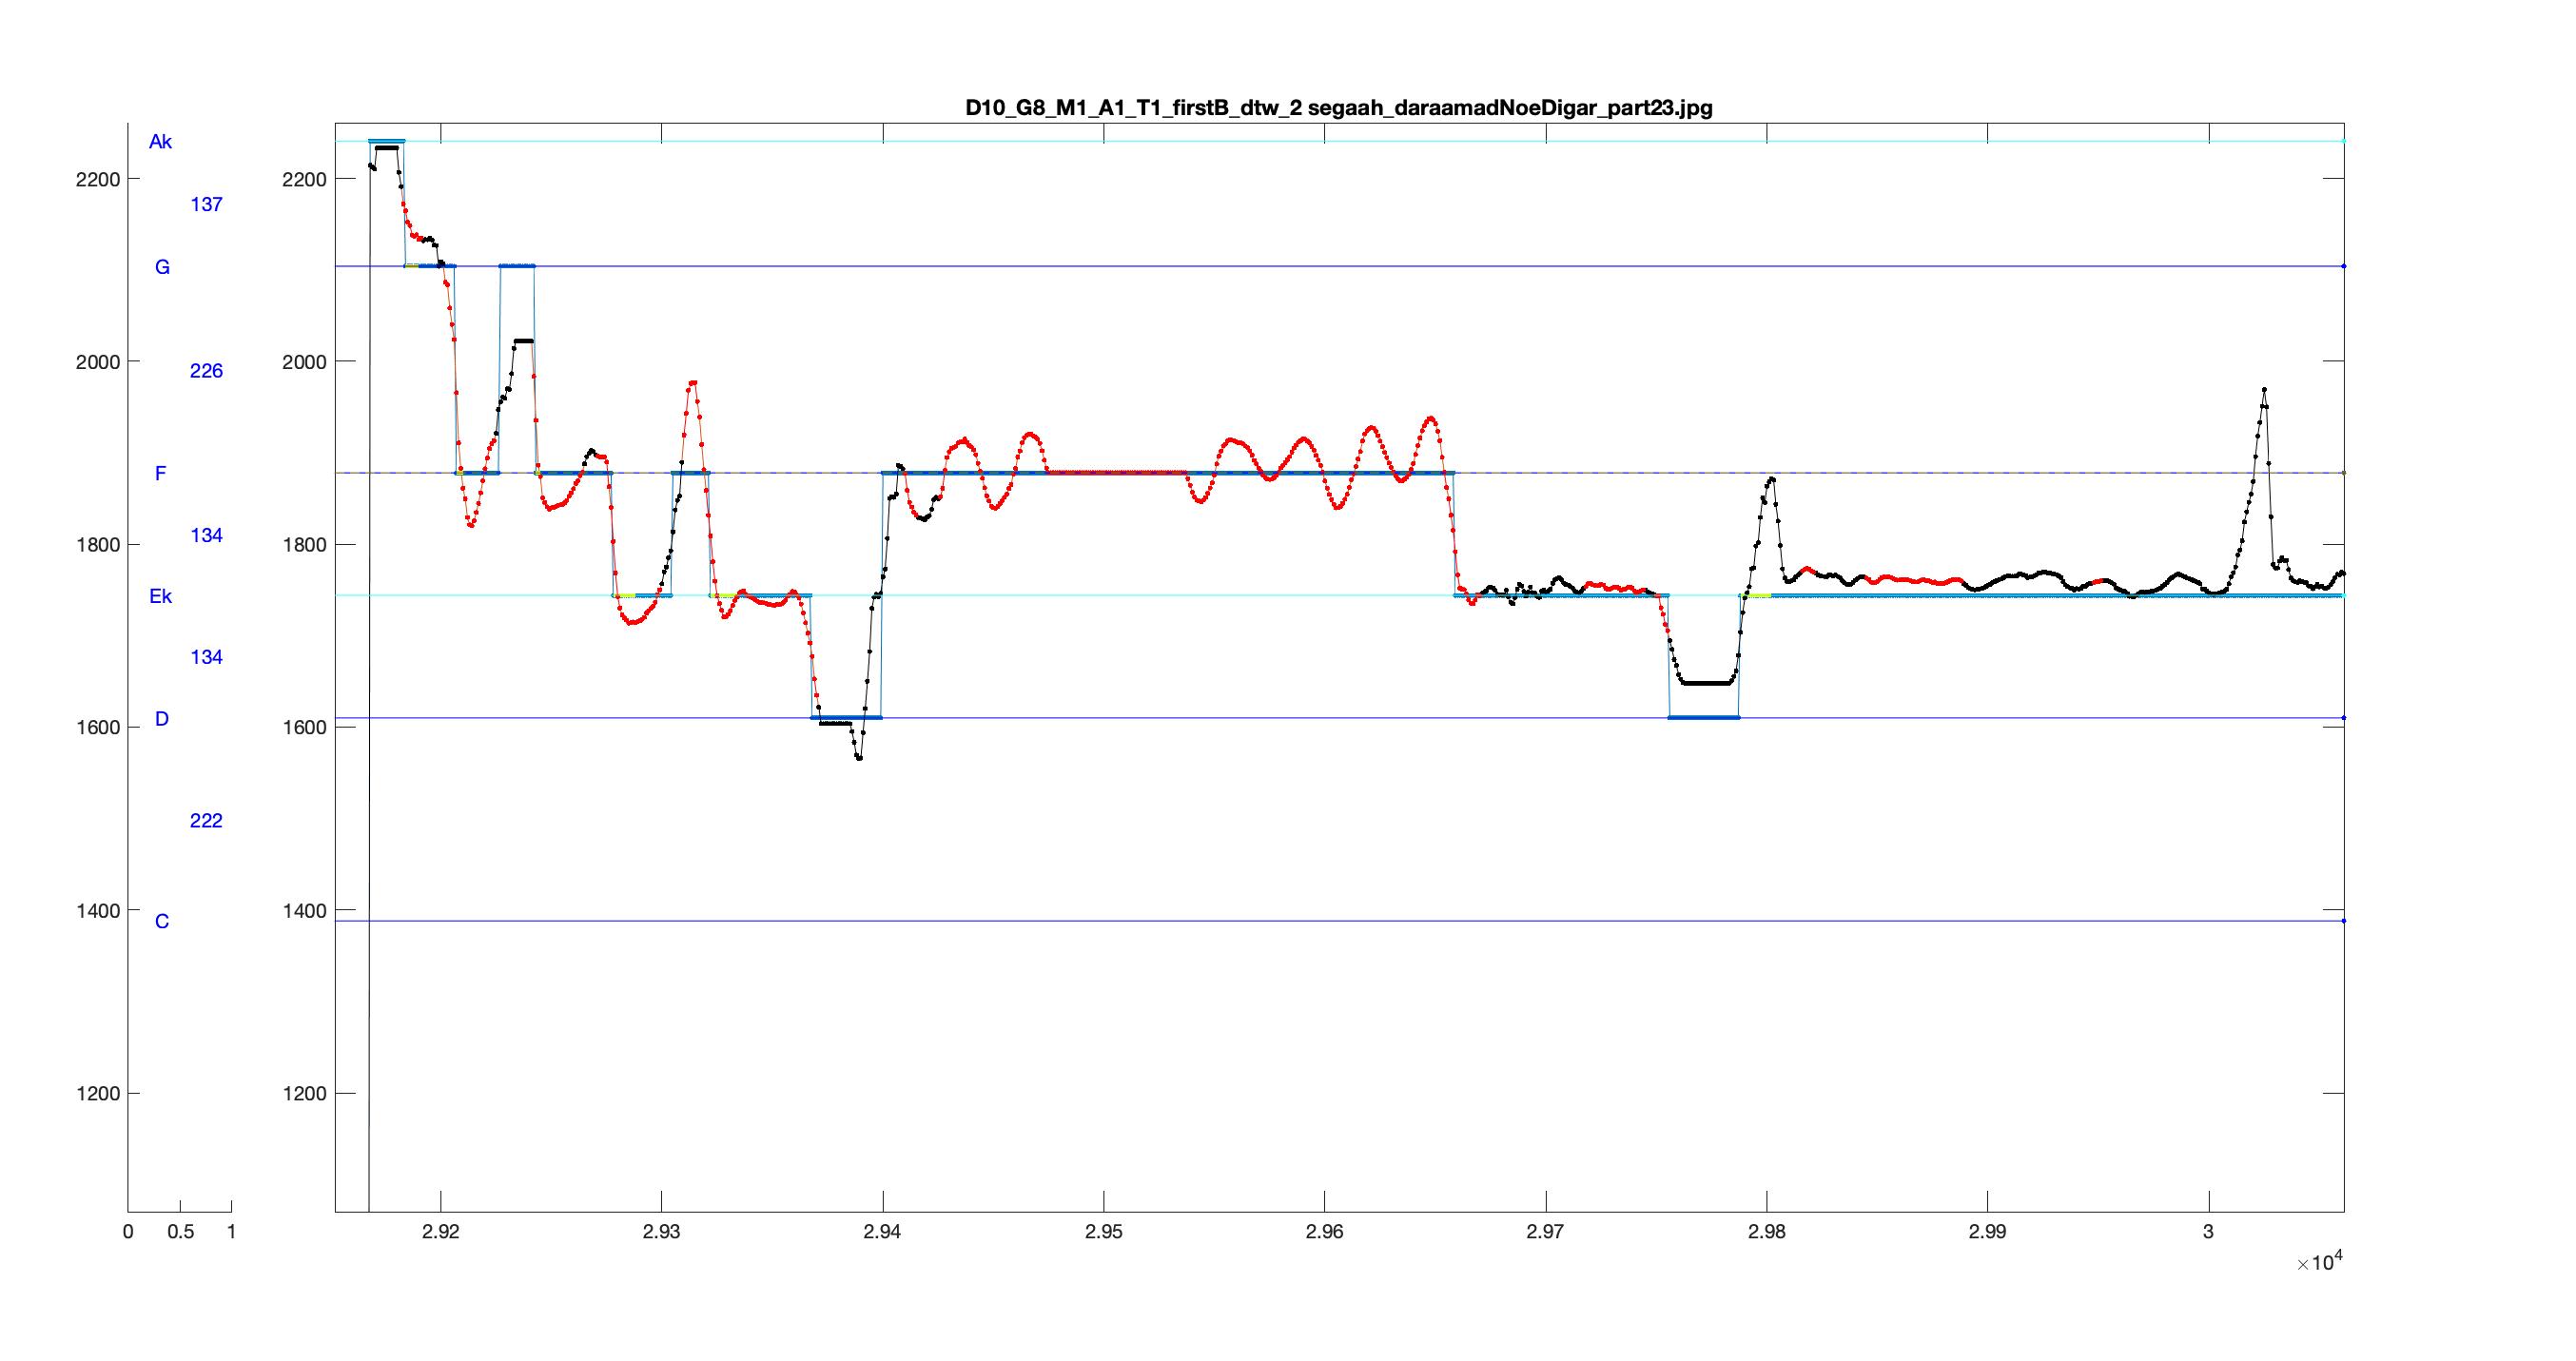 D10_G8_M1_A1_T1_firstB_dtw_2 segaah_daraamadNoeDigar_part23.jpg
Ak
2200 2200
137
G
2000 2000
226
F
134
1800
Ek
134
D
1600 1600
222
C
1400 1400
1200 1200
0 0.5 1 2.92 2.93 2.94 2.95 2.96 2.97 2.98 2.99 3
×10⁴
1800